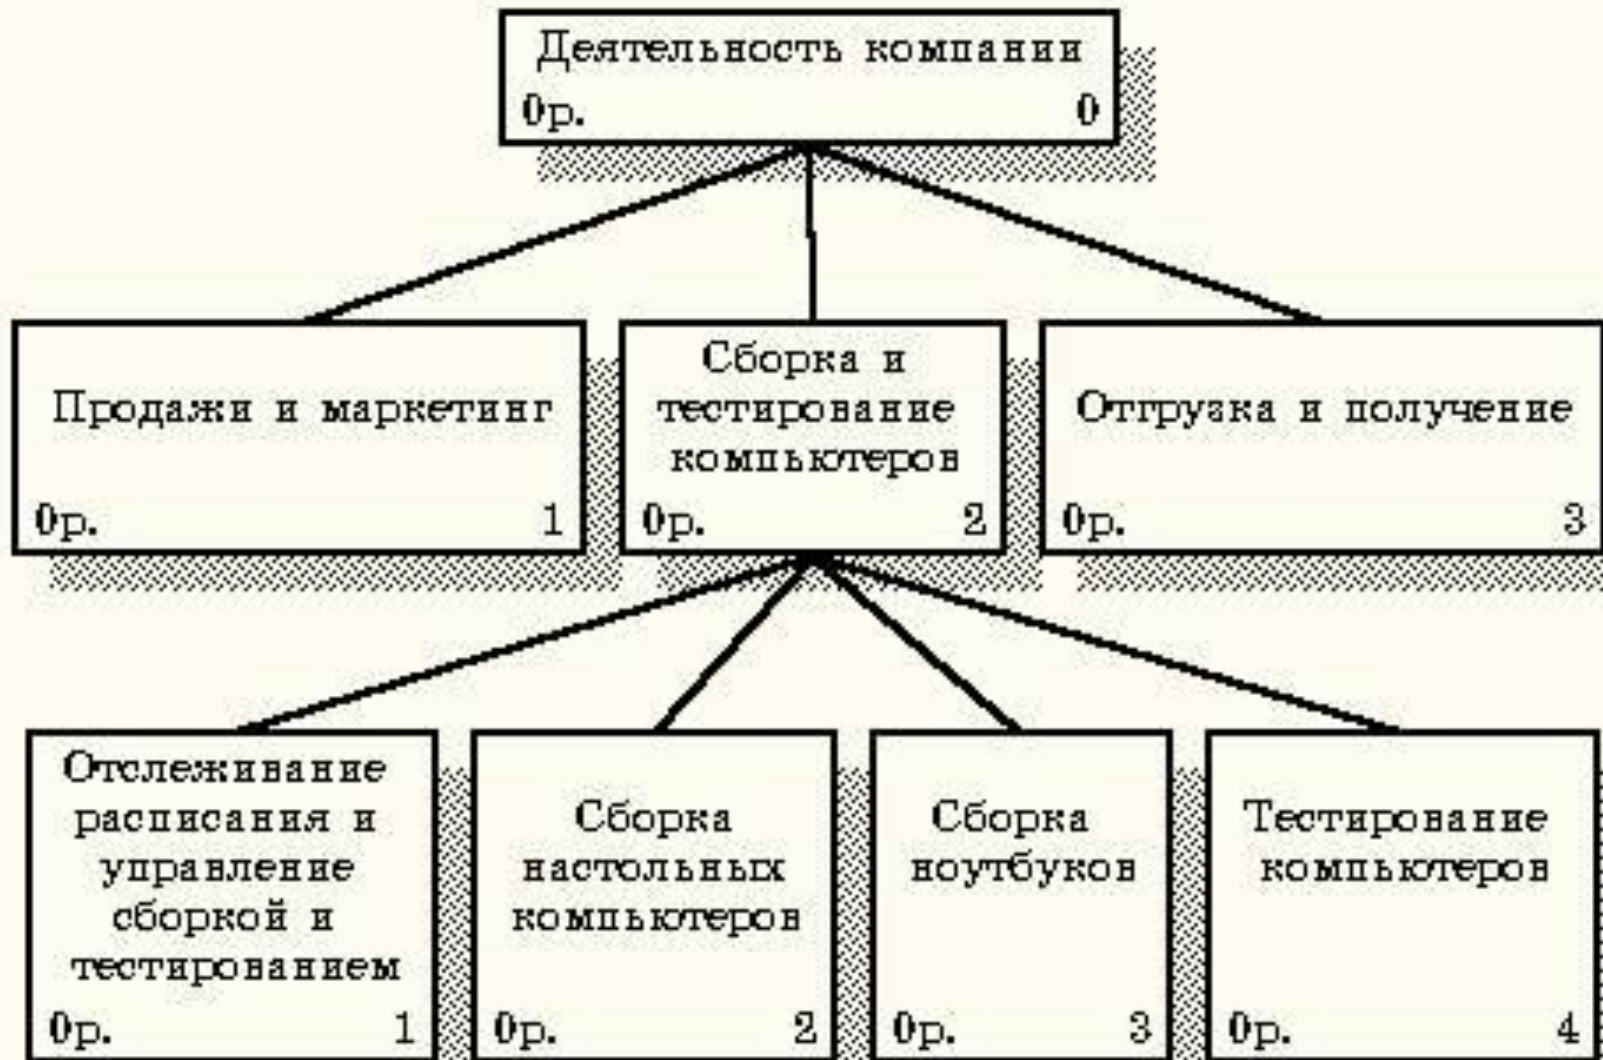 Деятельность компании
0р. 0
Продажи и маркетинг
0р. 1
Сборка и
тестирование
компьютеров
0р. 2
Отгрузка и получение
0р. 3
Отслеживание
расписания и
управление
сборкой и
тестированием
0р. 1
Сборка
настольных
компьютеров
0р. 2
Сборка
ноутбуков
0р. 3
Тестирование
компьютеров
0р. 4